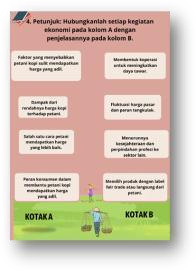 4. Petunjuk: Hubungkanlah setiap kegiatan
ekonomi pada kolom A dengan
penjelasannya pada kolom B.
Faktor yang menyebabkan
petani kopi sulit mendapatkan
harga yang adil.
Membentuk koperasi
untuk meningkatkan
daya tawar.
Dampak dari
rendahnya harga kopi
terhadap petani.
Fluktuasi harga pasar
dan peran tengkulak.
Salah satu cara petani
mendapatkan harga
yang lebih baik.
Menurunnya
kesejahteraan dan
perpindahan profesi ke
sektor lain.
Peran konsumen dalam
membantu petani kopi
mendapatkan harga
yang adil.
Memilih produk dengan label
fair trade atau langsung dari
petani.
KOTAK A
KOTAK B